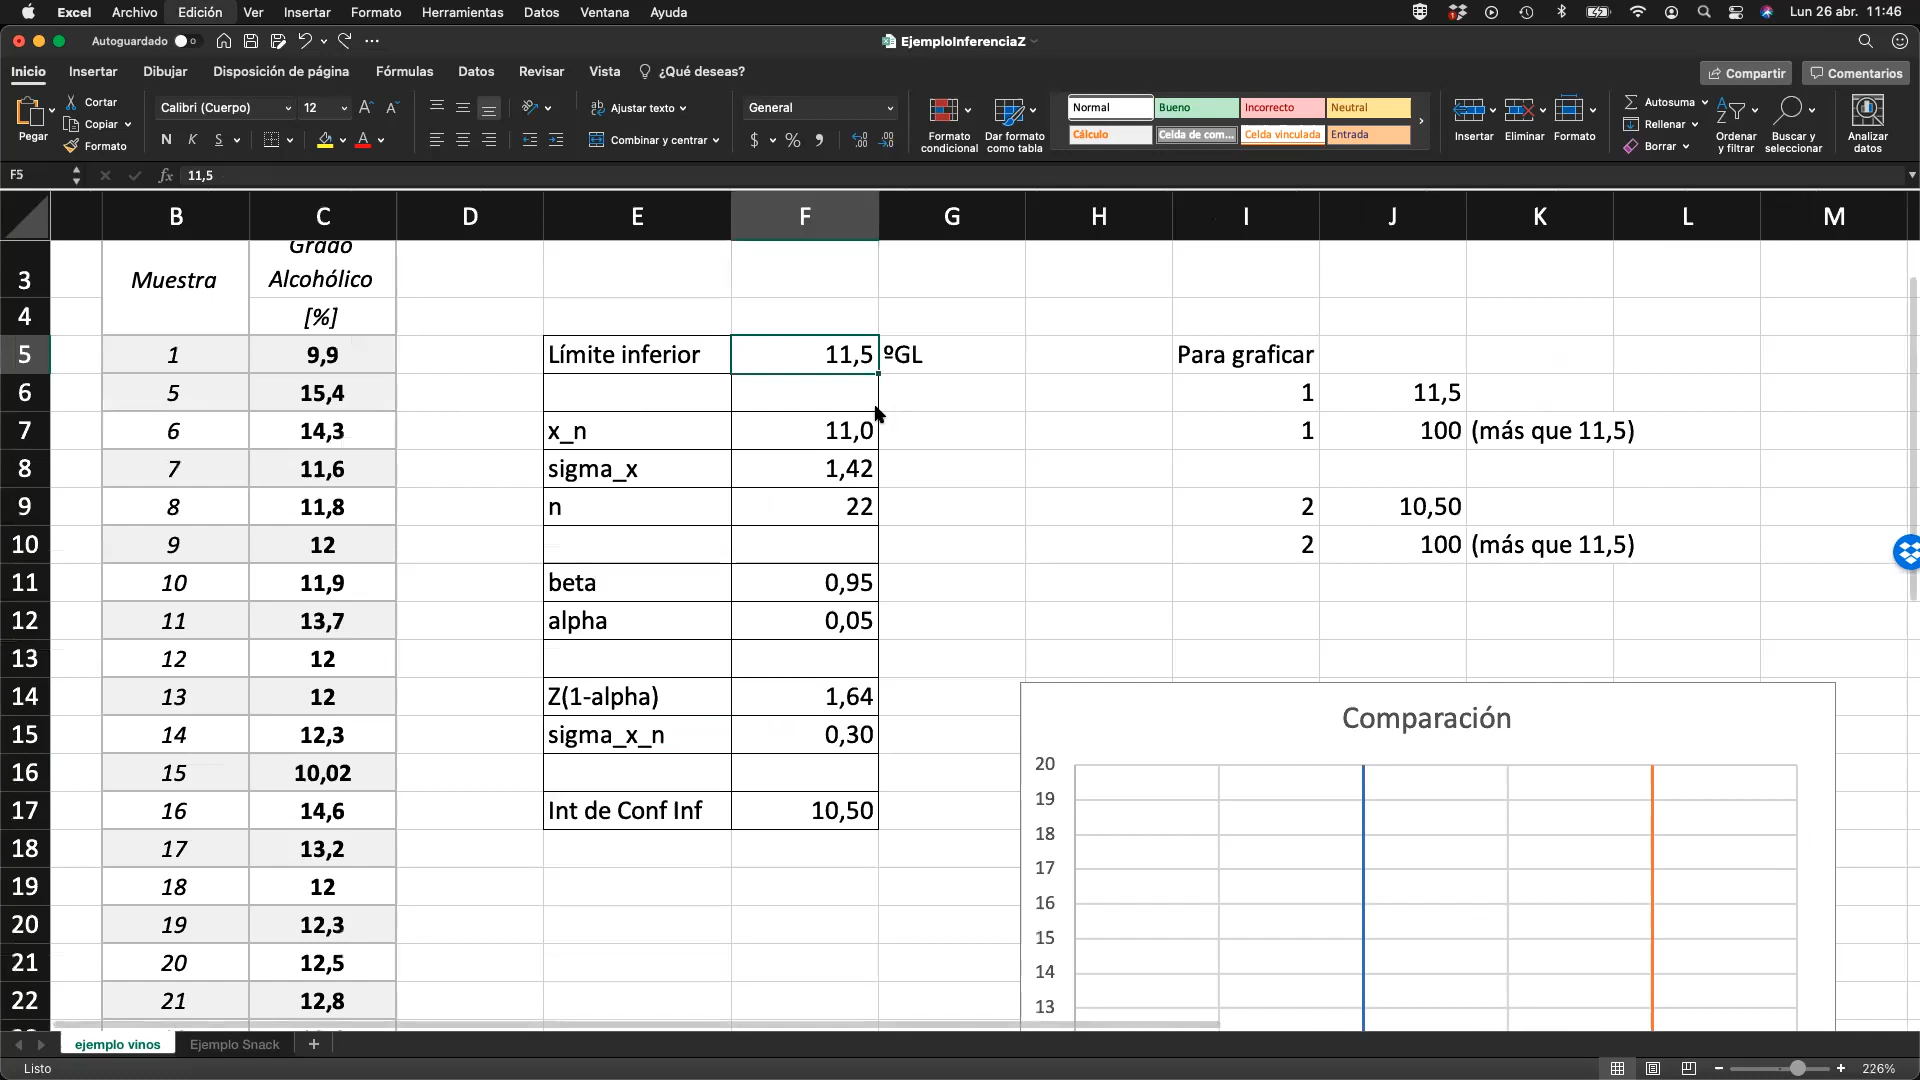 Excel Archivo Edición Ver Insertar Formato Herramientas Datos Ventana Ayuda
1
Lun 26 abr. 11:46
Autoguardado
EjemploInferenciaZ
Inicio Insertar Dibujar Disposición de página Fórmulas Datos Revisar Vista ¿Qué deseas?
Compartir Comentarios
Pegar
Cortar
Copiar
Formato
Calibri (Cuerpo) 12
N K S
Ajustar texto
Combinar y centrar
General
$ %
Formato condicional
Dar formato como tabla
Normal Bueno Incorrecto Neutral
Cálculo Celda de com... Celda vinculada Entrada
Insertar Eliminar Formato
Autosuma
Rellenar
Borrar
Ordenar y filtrar
Buscar y seleccionar
Analizar datos
F5 fx 11,5
B C D E F G H I J K L M
Grado
3 Muestra Alcohólico
4 [%]
5 1 9,9 Límite inferior 11,5 ºGL Para graficar
6 5 15,4 1 11,5
7 6 14,3 x_n 11,0 1 100 (más que 11,5)
8 7 11,6 sigma_x 1,42
9 8 11,8 n 22 2 10,50
10 9 12 2 100 (más que 11,5)
11 10 11,9 beta 0,95
12 11 13,7 alpha 0,05
13 12 12
14 13 12 Z(1-alpha) 1,64
15 14 12,3 sigma_x_n 0,30
16 15 10,02
17 16 14,6 Int de Conf Inf 10,50
18 17 13,2
19 18 12
20 19 12,3
21 20 12,5
22 21 12,8
Comparación
20
19
18
17
16
15
14
13
ejemplo vinos Ejemplo Snack +
Listo
226%